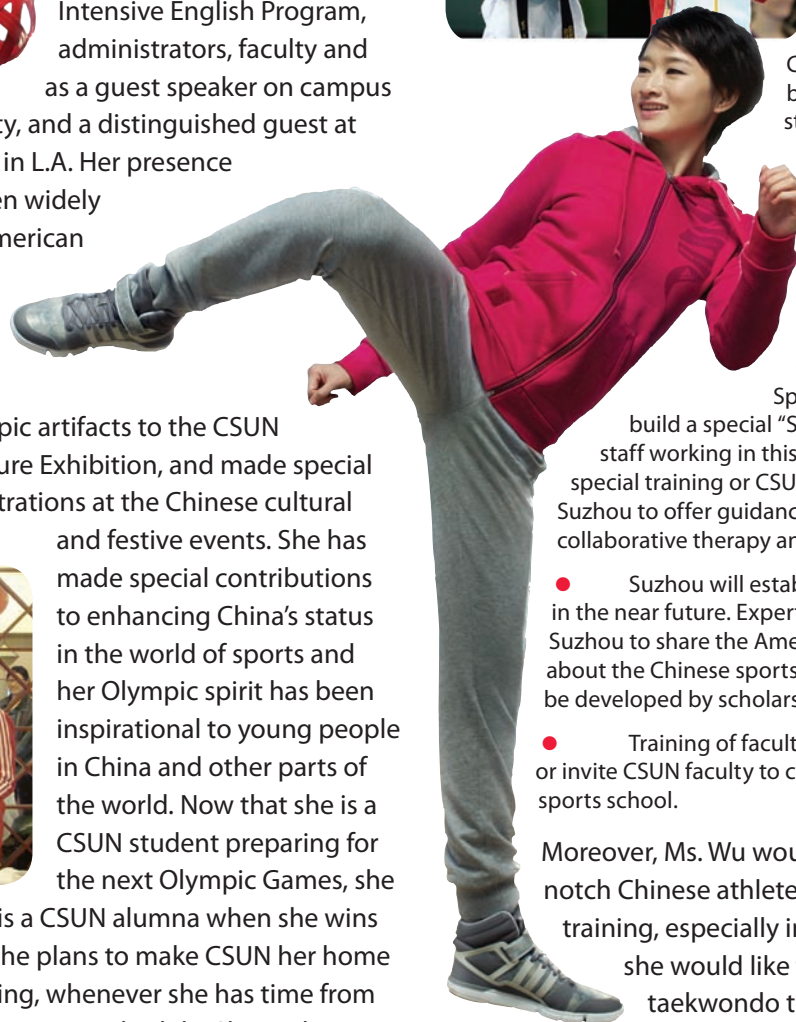 Intensive English Program,
administrators, faculty and
as a guest speaker on campus
ty, and a distinguished guest at
in L.A. Her presence
en widely
merican
pic artifacts to the CSUN
ure Exhibition, and made special
trations at the Chinese cultural
and festive events. She has
made special contributions
to enhancing China's status
in the world of sports and
her Olympic spirit has been
inspirational to young people
in China and other parts of
the world. Now that she is a
CSUN student preparing for
the next Olympic Games, she
is a CSUN alumna when she wins
he plans to make CSUN her home
ing, whenever she has time from
C
b
st
Sp
build a special “S
staff working in this
special training or CSU
Suzhou to offer guidanc
collaborative therapy an
● Suzhou will estab
in the near future. Expert
Suzhou to share the Ame
about the Chinese sports
be developed by scholars
● Training of facult
or invite CSUN faculty to c
sports school.
Moreover, Ms. Wu wou
notch Chinese athlete
training, especially in
she would like
taekwondo t